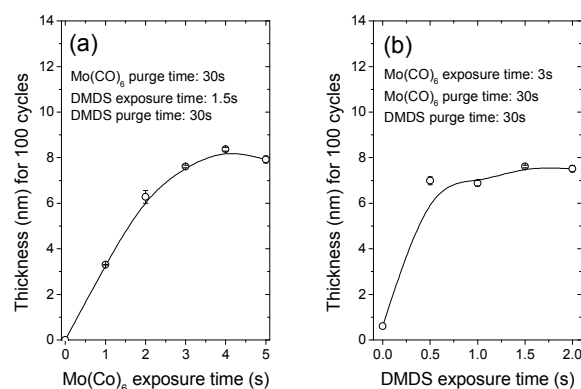 (a)
Mo(CO)6 purge time: 30s
DMDS exposure time: 1.5s
DMDS purge time: 30s
Thickness (nm) for 100 cycles
14
12
10
8
6
4
2
0
0 1 2 3 4 5
Mo(Co)6 exposure time (s)
(b)
Mo(CO)6 exposure time: 3s
Mo(CO)6 purge time: 30s
DMDS purge time: 30s
Thickness (nm) for 100 cycles
14
12
10
8
6
4
2
0
0.0 0.5 1.0 1.5 2.0
DMDS exposure time (s)